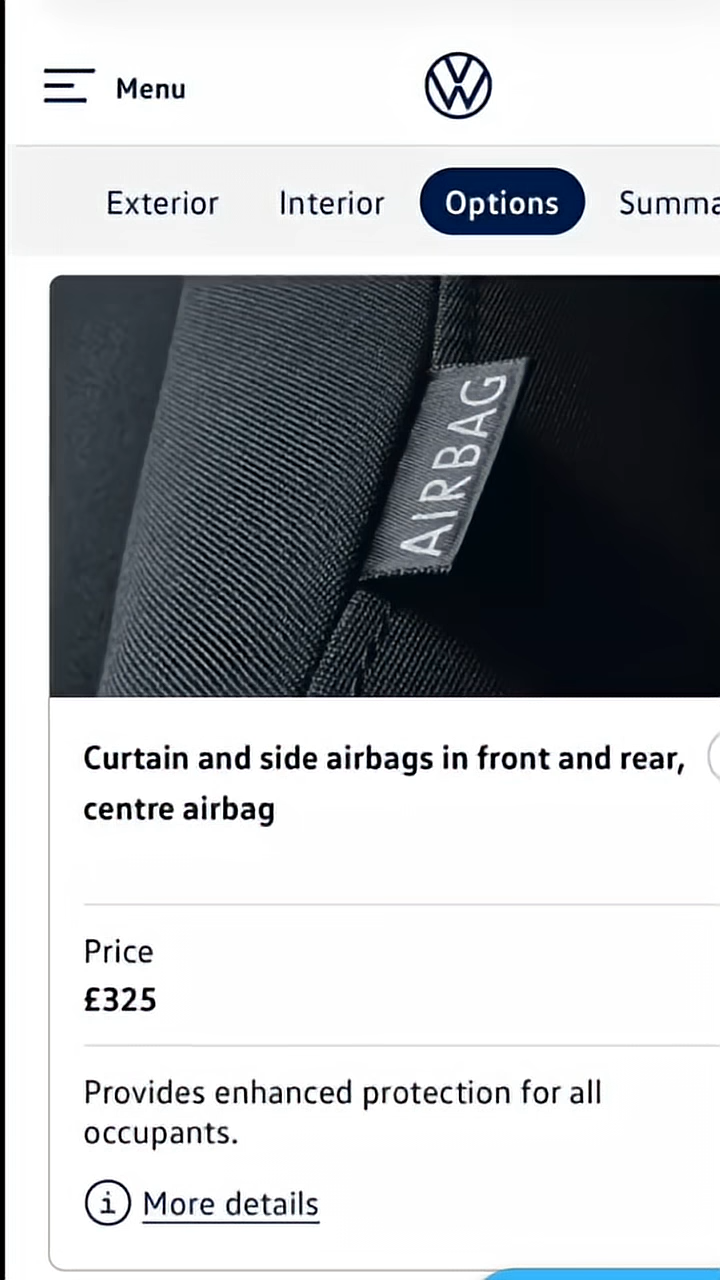 Menu
Exterior Interior Options Summa
AIRBAG
Curtain and side airbags in front and rear,
centre airbag
Price
£325
Provides enhanced protection for all
occupants.
More details